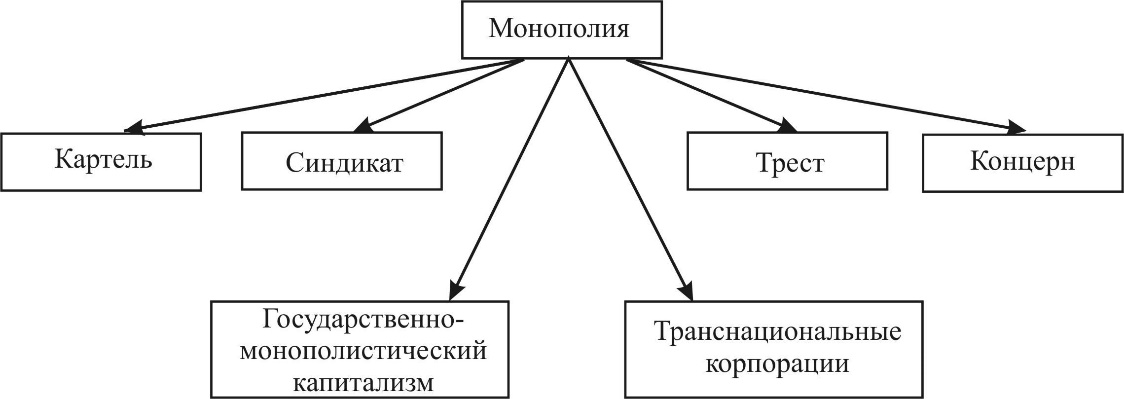 Монополия
Картель
Синдикат
Трест
Концерн
Государственно-
монополистический
капитализм
Транснациональные
корпорации